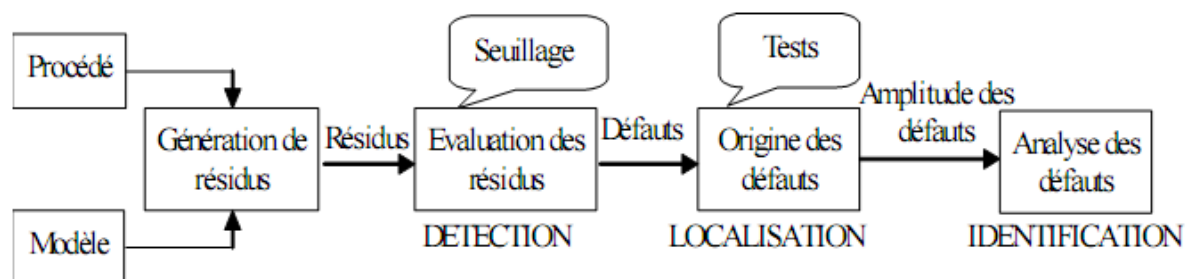 Procédé
Modèle
Génération de
résidus
Résidus
Seuillage
Evaluation des
résidus
DETECTION
Défauts
Tests
Origine des
défauts
LOCALISATION
Amplitude des
défauts
Analyse des
défauts
IDENTIFICATION